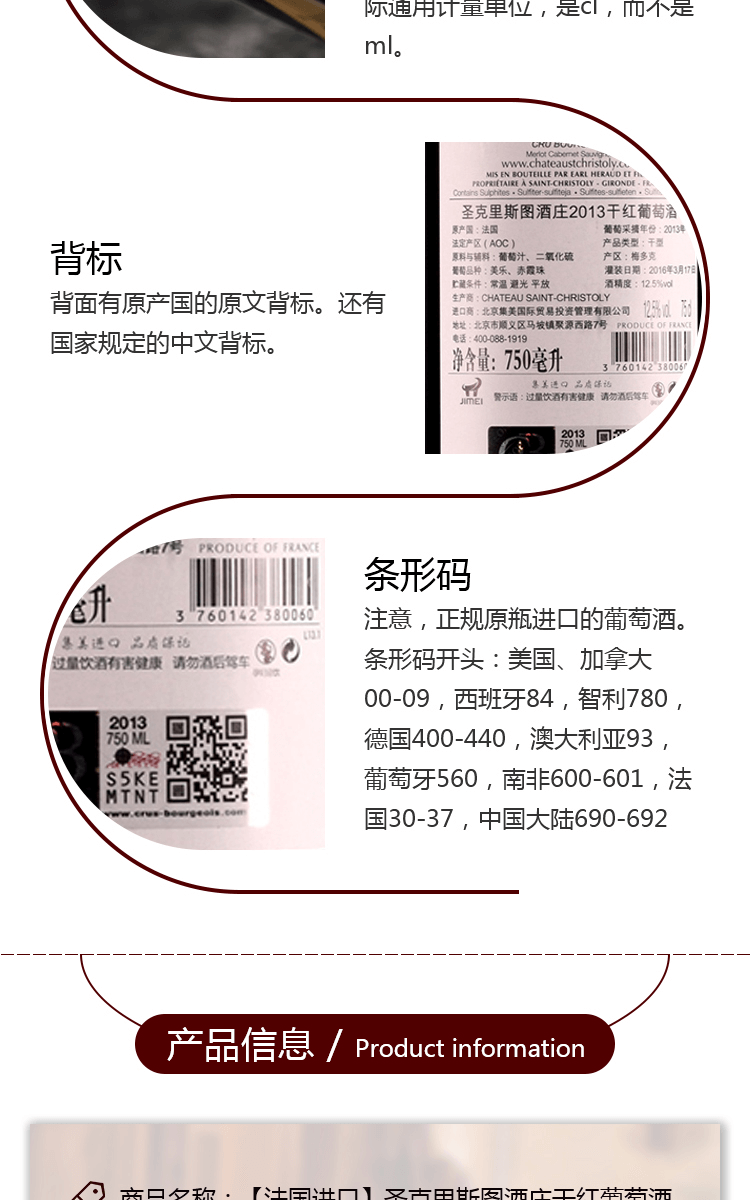 际通用计量单位，是cl，而不是
ml。
背标
背面有原产国的原文背标。还有
国家规定的中文背标。
Merlot Cabernet Sauvign
www.chateaustchristoly.co
MIS EN BOUTEILLE PAR EARL HERAUD ET FI
PROPRIÉTAIRE À SAINT-CHRISTOLY - GIRONDE - FR
Contains Sulphites • Sulfiter-sulfiteja • Sulfites-sulfieten • Sulfites
圣克里斯图酒庄2013干红葡萄酒
原产国：法国
葡萄采摘年份：2013年
法定产区（AOC）
产品类型：干型
原料与辅料：葡萄汁、二氧化硫
产区：梅多克
葡萄品种：美乐、赤霞珠
灌装日期：2016年3月17日
贮藏条件：常温 避光 平放
酒精度：12.5%vol
生产商：CHATEAU SAINT-CHRISTOLY
进口商：北京集美国际贸易投资管理有限公司
12,5% vol. 75cl
地址：北京市顺义区马坡镇聚源西路7号
PRODUCE OF FRANCE
电话：400-088-1919
净含量：750毫升
3 760142 38006
集美进口 品质保证
JIMEI
警示语：过量饮酒有害健康 请勿酒后驾车
2013
750 ML
路7号 PRODUCE OF FRANCE
毫升
3 760142 380060
L13.1
集美进口 品质保证
过量饮酒有害健康 请勿酒后驾车
2013
750 ML
S5KE
MTNT
www.crus-bourgeois.com
条形码
注意，正规原瓶进口的葡萄酒。
条形码开头：美国、加拿大
00-09，西班牙84，智利780，
德国400-440，澳大利亚93，
葡萄牙560，南非600-601，法
国30-37，中国大陆690-692
产品信息 / Product information
商品名称：【法国进口】圣克里斯图酒庄干红葡萄酒